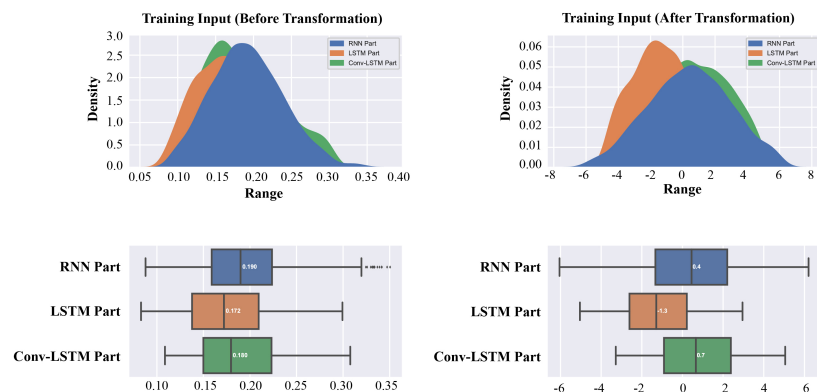 Training Input (Before Transformation)
3.0
2.5
2.0
1.5
1.0
0.5
0.0
Density
RNN Part
LSTM Part
Conv-LSTM Part
0.05 0.10 0.15 0.20 0.25 0.30 0.35 0.40
Range
Training Input (After Transformation)
0.06
0.05
0.04
0.03
0.02
0.01
0.00
Density
RNN Part
LSTM Part
Conv-LSTM Part
-8 -6 -4 -2 0 2 4 6 8
Range
RNN Part
0.190
LSTM Part
0.172
Conv-LSTM Part
0.180
0.10 0.15 0.20 0.25 0.30 0.35
RNN Part
0.4
LSTM Part
-1.3
Conv-LSTM Part
0.7
-6 -4 -2 0 2 4 6